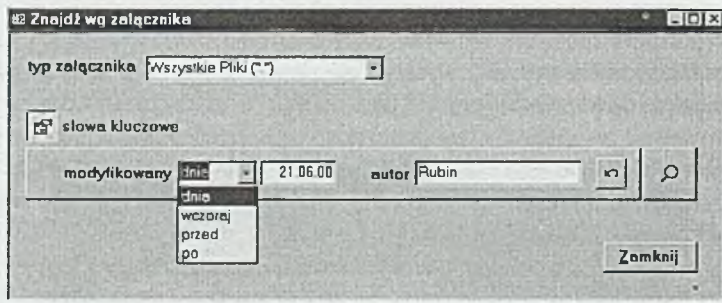 Znajdź wg załącznika
typ załącznika Wszystkie Pliki (*.*)
słowa kluczowe
modyfikowany dnia 21.06.00 autor Rubin
dnia
wczoraj
przed
po
Zamknij